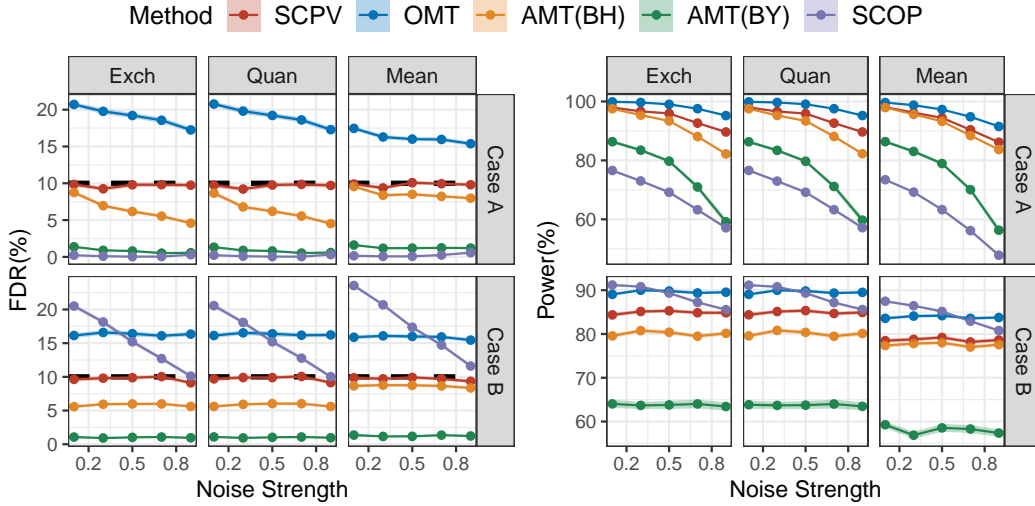 Method SCPV OMT AMT(BH) AMT(BY) SCOP
Exch Quan Mean
Exch Quan Mean
FDR(%)
20
15
10
5
0
Case A
20
15
10
5
0
Case B
0.2 0.5 0.8 0.2 0.5 0.8 0.2 0.5 0.8
Noise Strength
Power(%)
100
80
60
Case A
90
80
70
60
Case B
0.2 0.5 0.8 0.2 0.5 0.8 0.2 0.5 0.8
Noise Strength